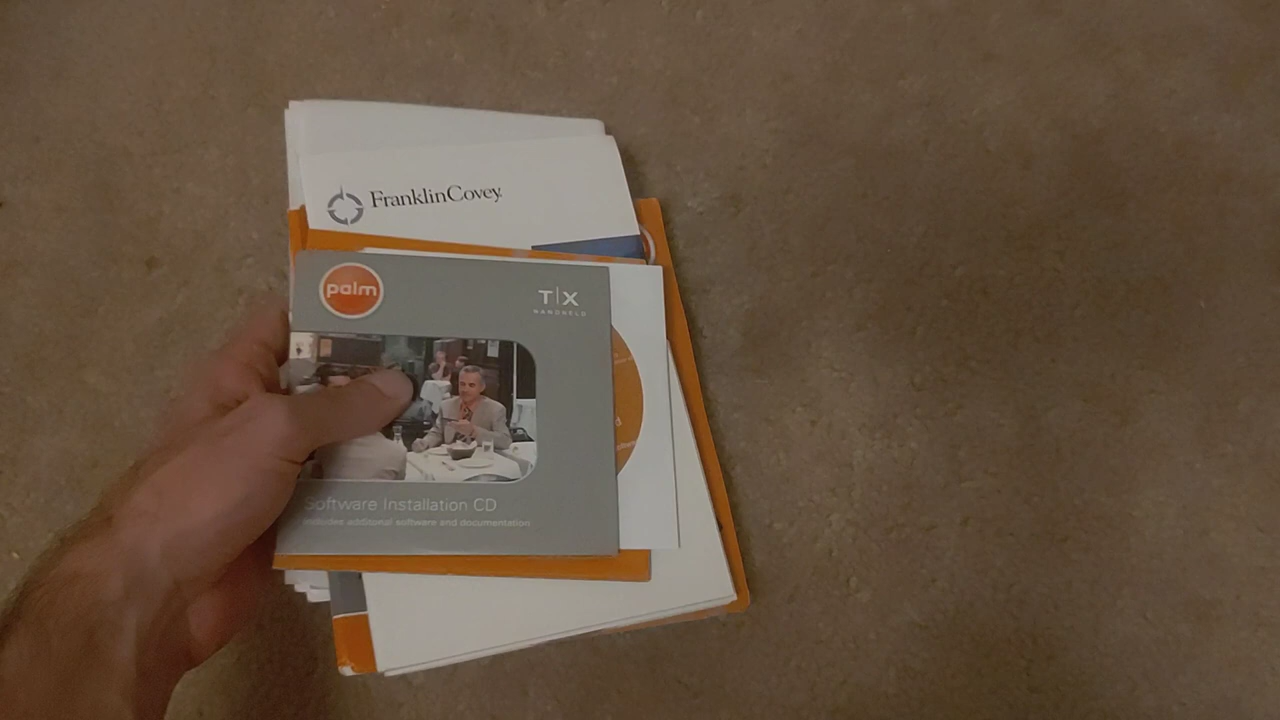 FranklinCovey
palm
T|X
HANDHELD
Software Installation CD
includes additional software and documentation